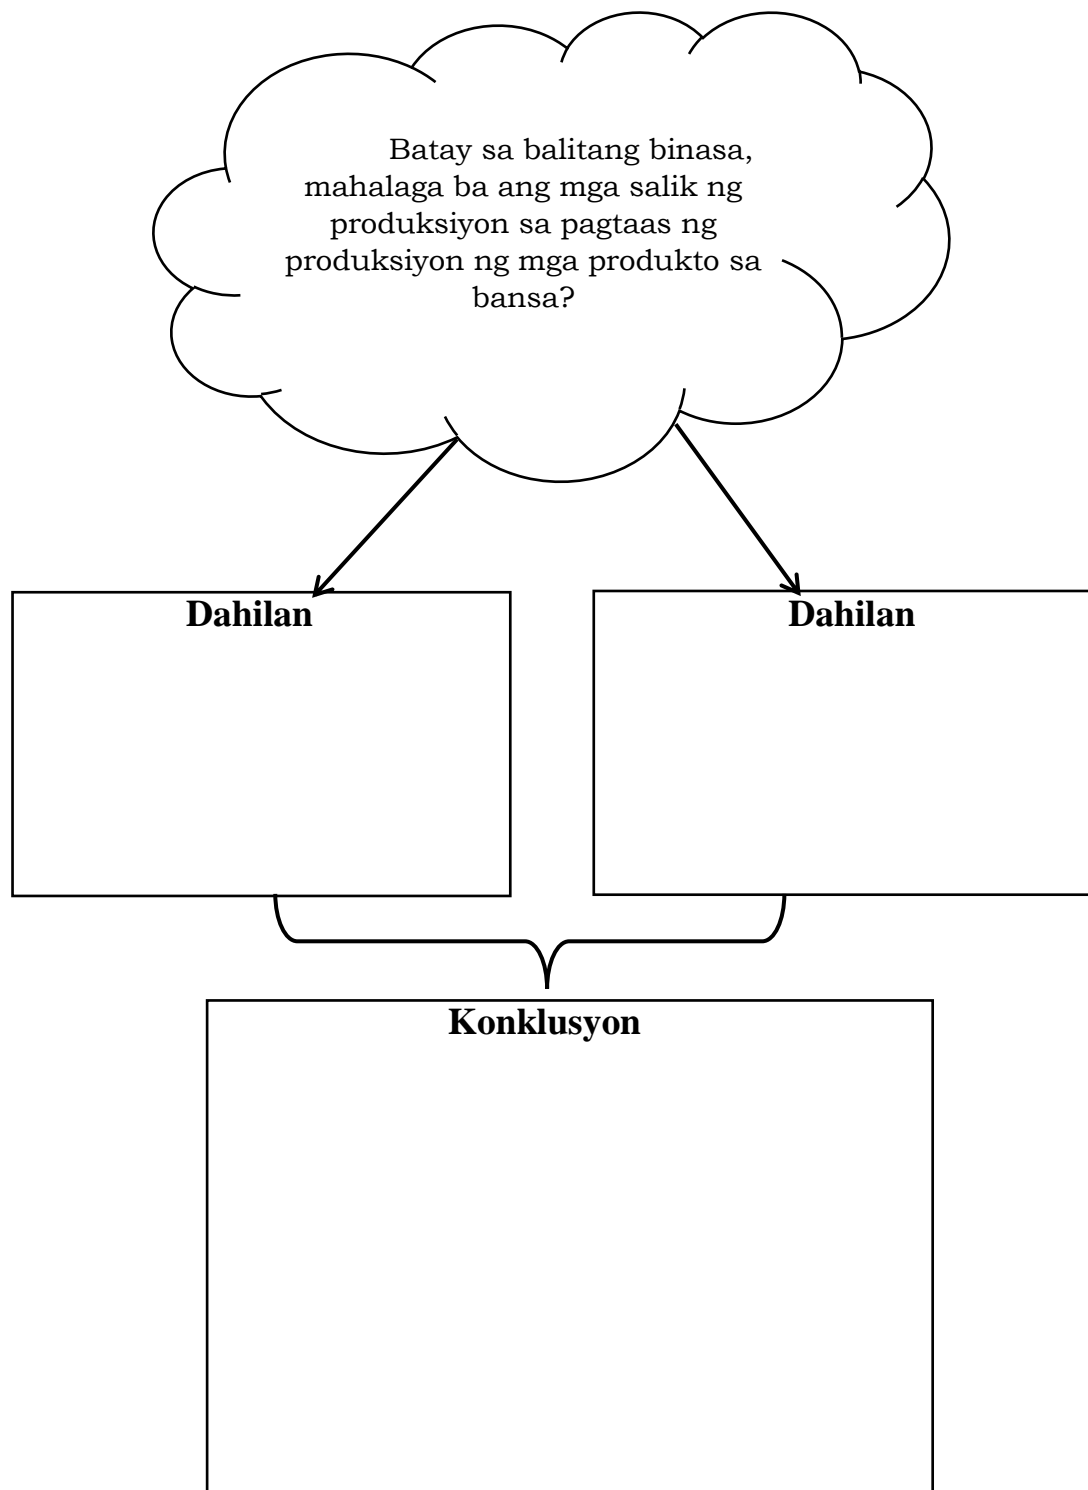 Batay sa balitang binasa,
mahalaga ba ang mga salik ng
produksiyon sa pagtaas ng
produksiyon ng mga produkto sa
bansa?
Dahilan
Dahilan
Konklusyon